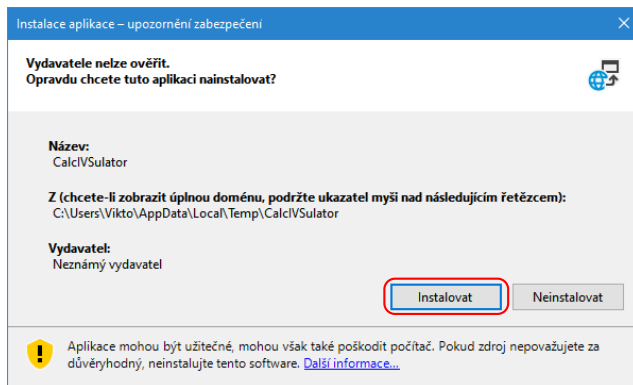 Instalace aplikace – upozornění zabezpečení
Vydavatele nelze ověřit.
Opravdu chcete tuto aplikaci nainstalovat?
Název:
CalcIVSulator
Z (chcete-li zobrazit úplnou doménu, podržte ukazatel myši nad následujícím řetězcem):
C:\Users\Vikto\AppData\Local\Temp\CalcIVSulator
Vydavatel:
Neznámý vydavatel
Instalovat Neinstalovat
Aplikace mohou být užitečné, mohou však také poškodit počítač. Pokud zdroj nepovažujete za
důvěryhodný, neinstalujte tento software. Další informace...